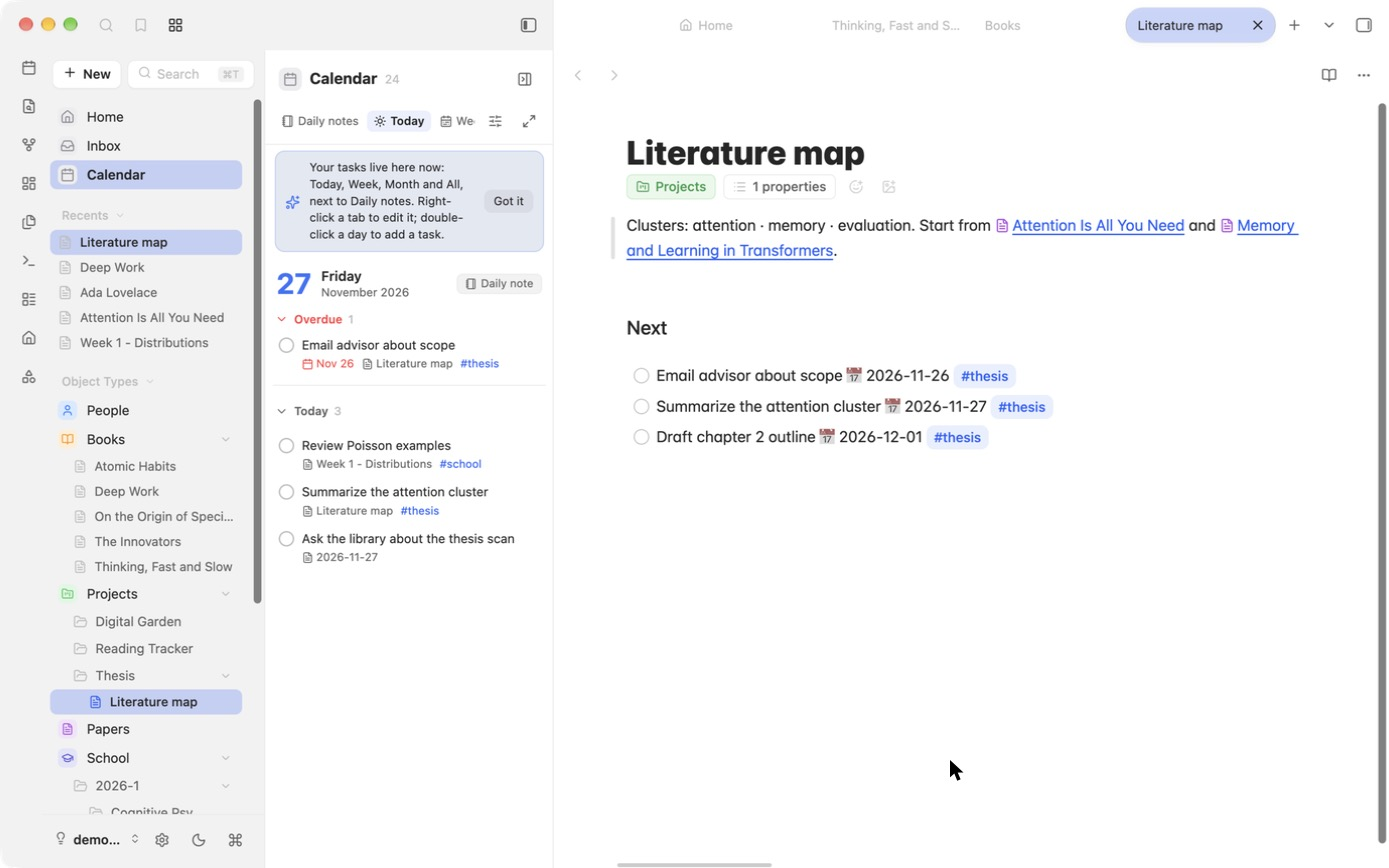 Home
Thinking, Fast and S...
Books
Literature map
New
Search ⌘T
Home
Inbox
Calendar
Recents
Literature map
Deep Work
Ada Lovelace
Attention Is All You Need
Week 1 - Distributions
Object Types
People
Books
Atomic Habits
Deep Work
On the Origin of Speci...
The Innovators
Thinking, Fast and Slow
Projects
Digital Garden
Reading Tracker
Thesis
Literature map
Papers
School
2026-1
Cognitive Psy
demo...
Calendar 24
Daily notes
Today
We
Your tasks live here now:
Today, Week, Month and All,
next to Daily notes. Right-
click a tab to edit it; double-
click a day to add a task.
Got it
27 Friday
November 2026
Daily note
Overdue 1
Email advisor about scope
Nov 26 Literature map #thesis
Today 3
Review Poisson examples
Week 1 - Distributions #school
Summarize the attention cluster
Literature map #thesis
Ask the library about the thesis scan
2026-11-27
Literature map
Projects
1 properties
Clusters: attention · memory · evaluation. Start from Attention Is All You Need and Memory
and Learning in Transformers.
Next
Email advisor about scope 📅 2026-11-26 #thesis
Summarize the attention cluster 📅 2026-11-27 #thesis
Draft chapter 2 outline 📅 2026-12-01 #thesis